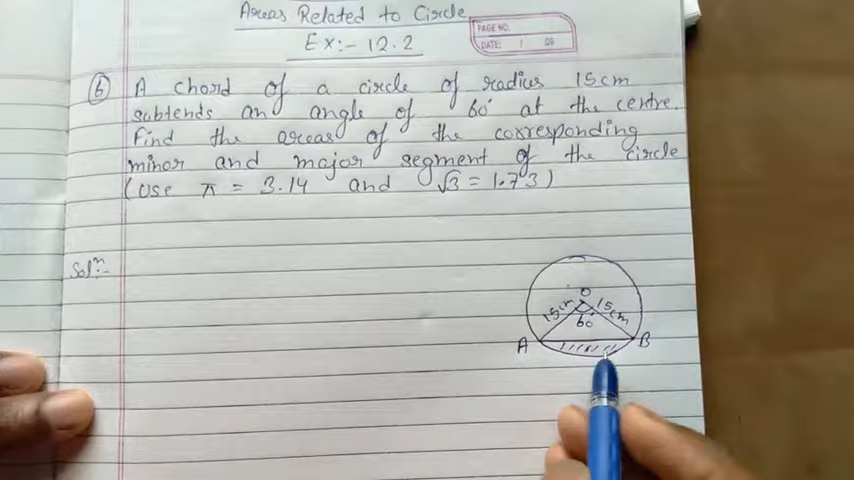 Areas Related to Circle
Ex:- 12.2
PAGE NO.
DATE: / / 20
(6) A chord of a circle of radius 15cm
subtends an angle of 60° at the centre.
Find the areas of the corresponding
minor and major segment of the circle
(Use π = 3.14 and √3 = 1.73)
Solⁿ:-
O
15cm 15cm
60°
A B